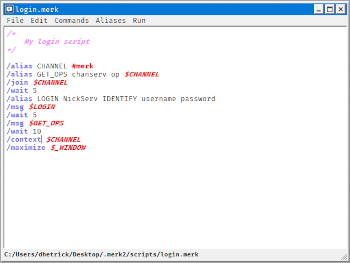 login.merk
File Edit Commands Aliases Run
/*
My login script
*/
/alias CHANNEL #merk
/alias GET_OPS chanserv op $CHANNEL
/join $CHANNEL
/wait 5
/alias LOGIN NickServ IDENTIFY username password
/msg $LOGIN
/wait 5
/msg $GET_OPS
/wait 10
/context $CHANNEL
/maximize $_WINDOW
C:/Users/dhetrick/Desktop/.merk2/scripts/login.merk